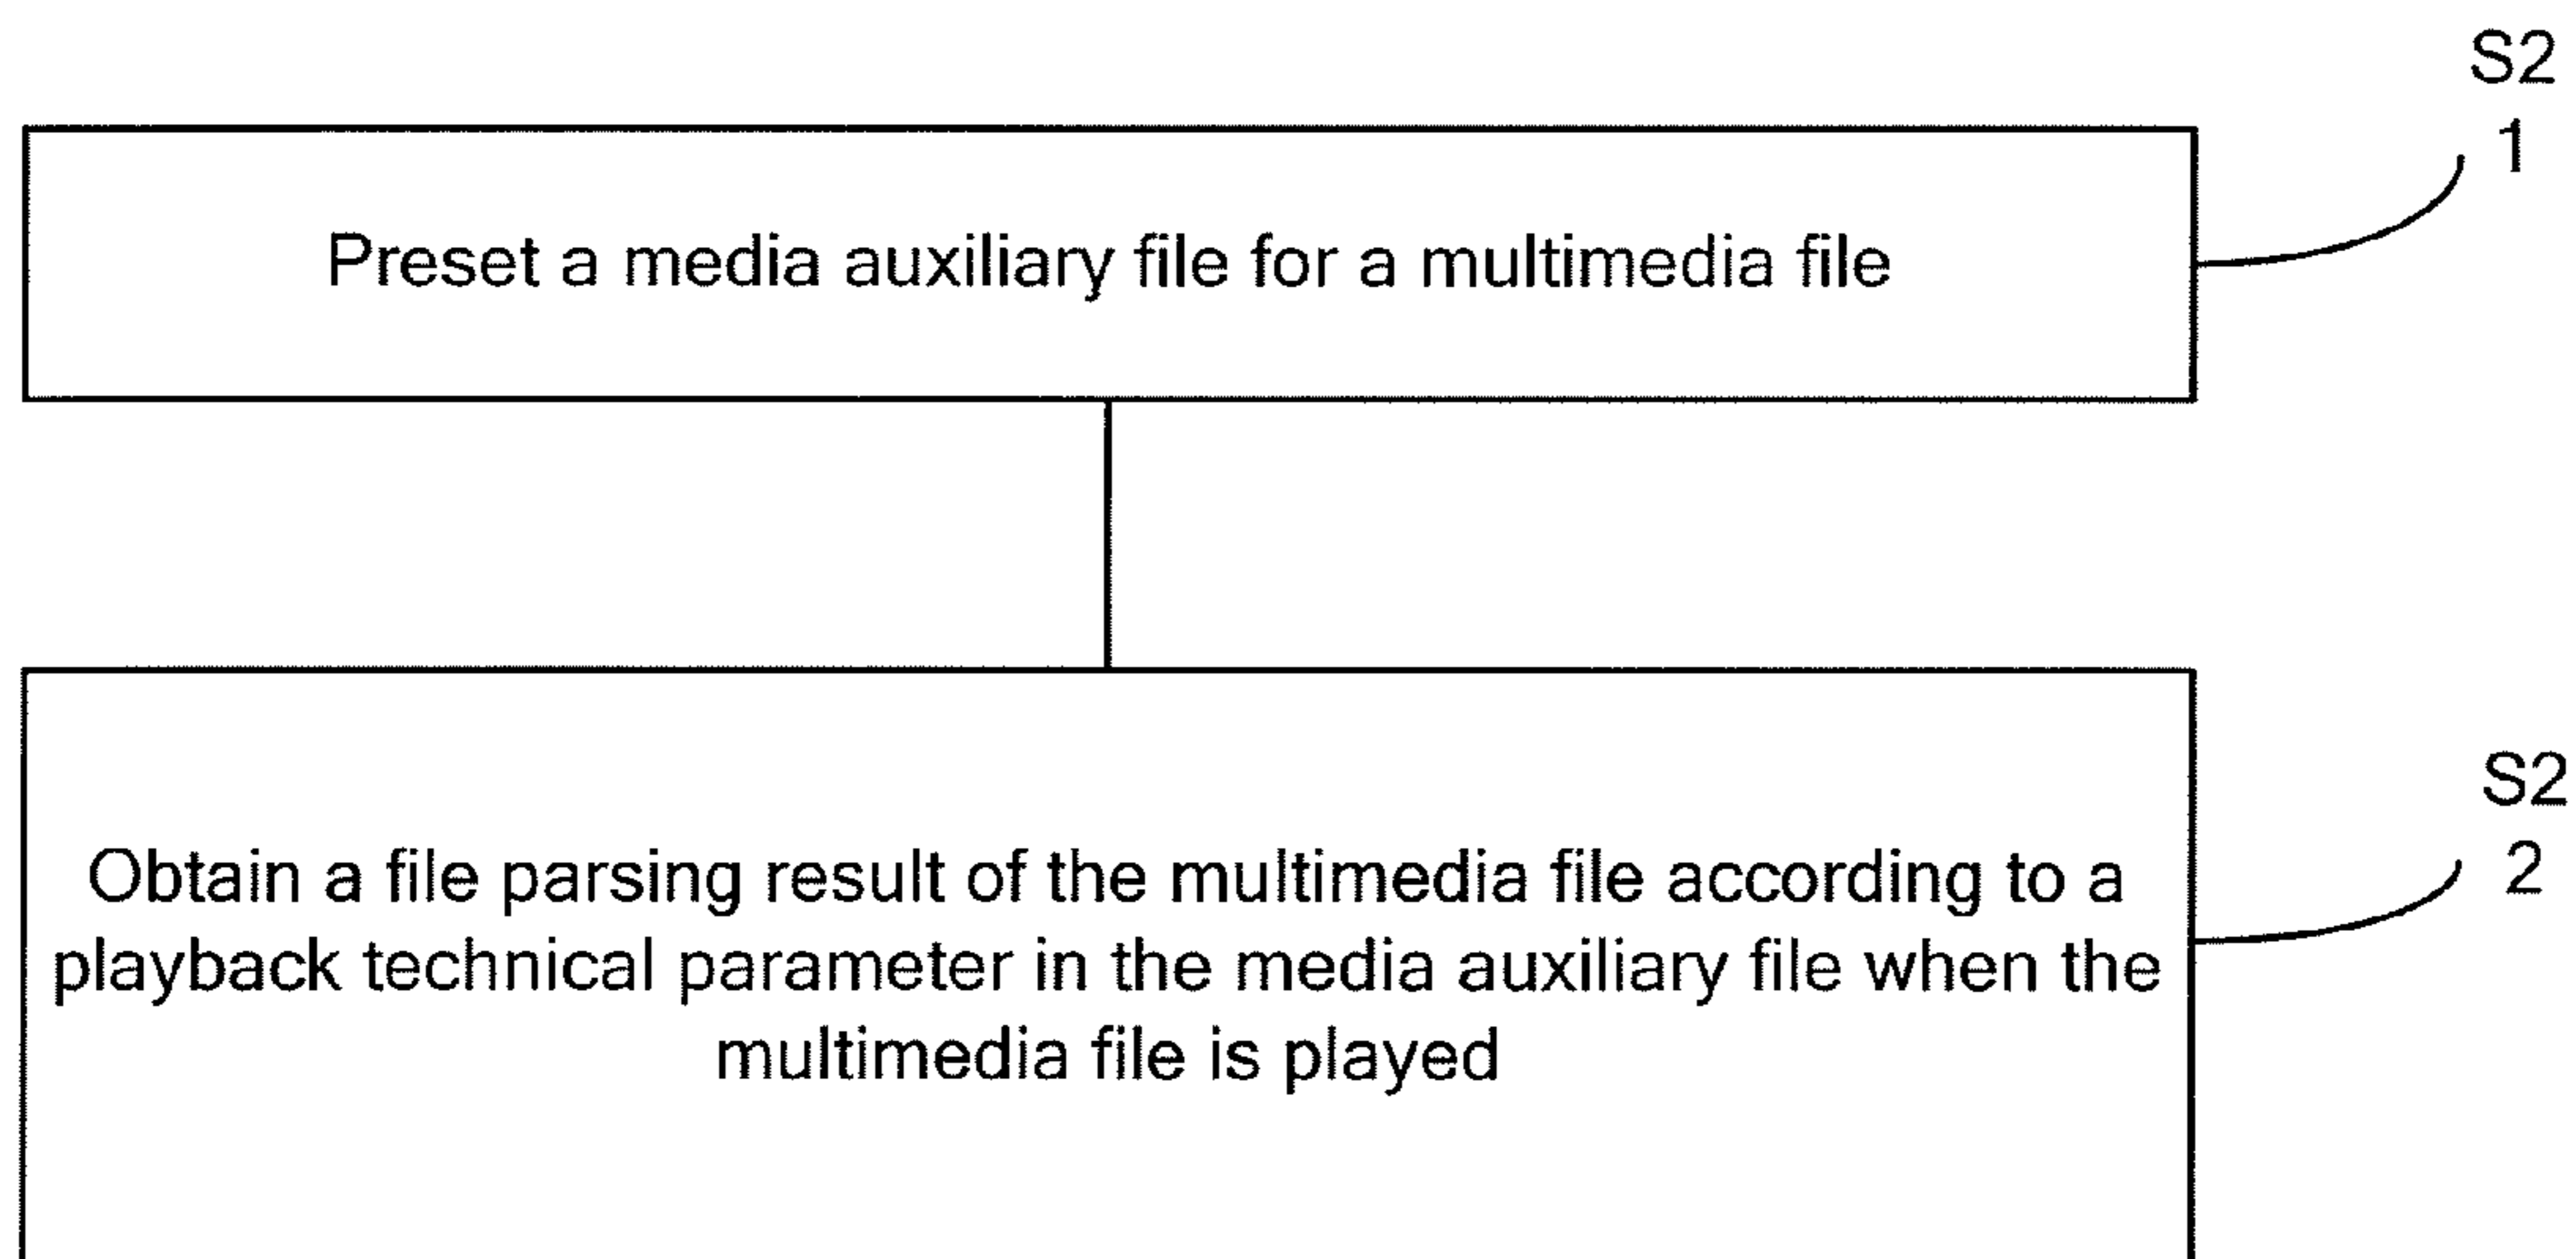 S2
1
Preset a media auxiliary file for a multimedia file
S2
2
Obtain a file parsing result of the multimedia file according to a
playback technical parameter in the media auxiliary file when the
multimedia file is played